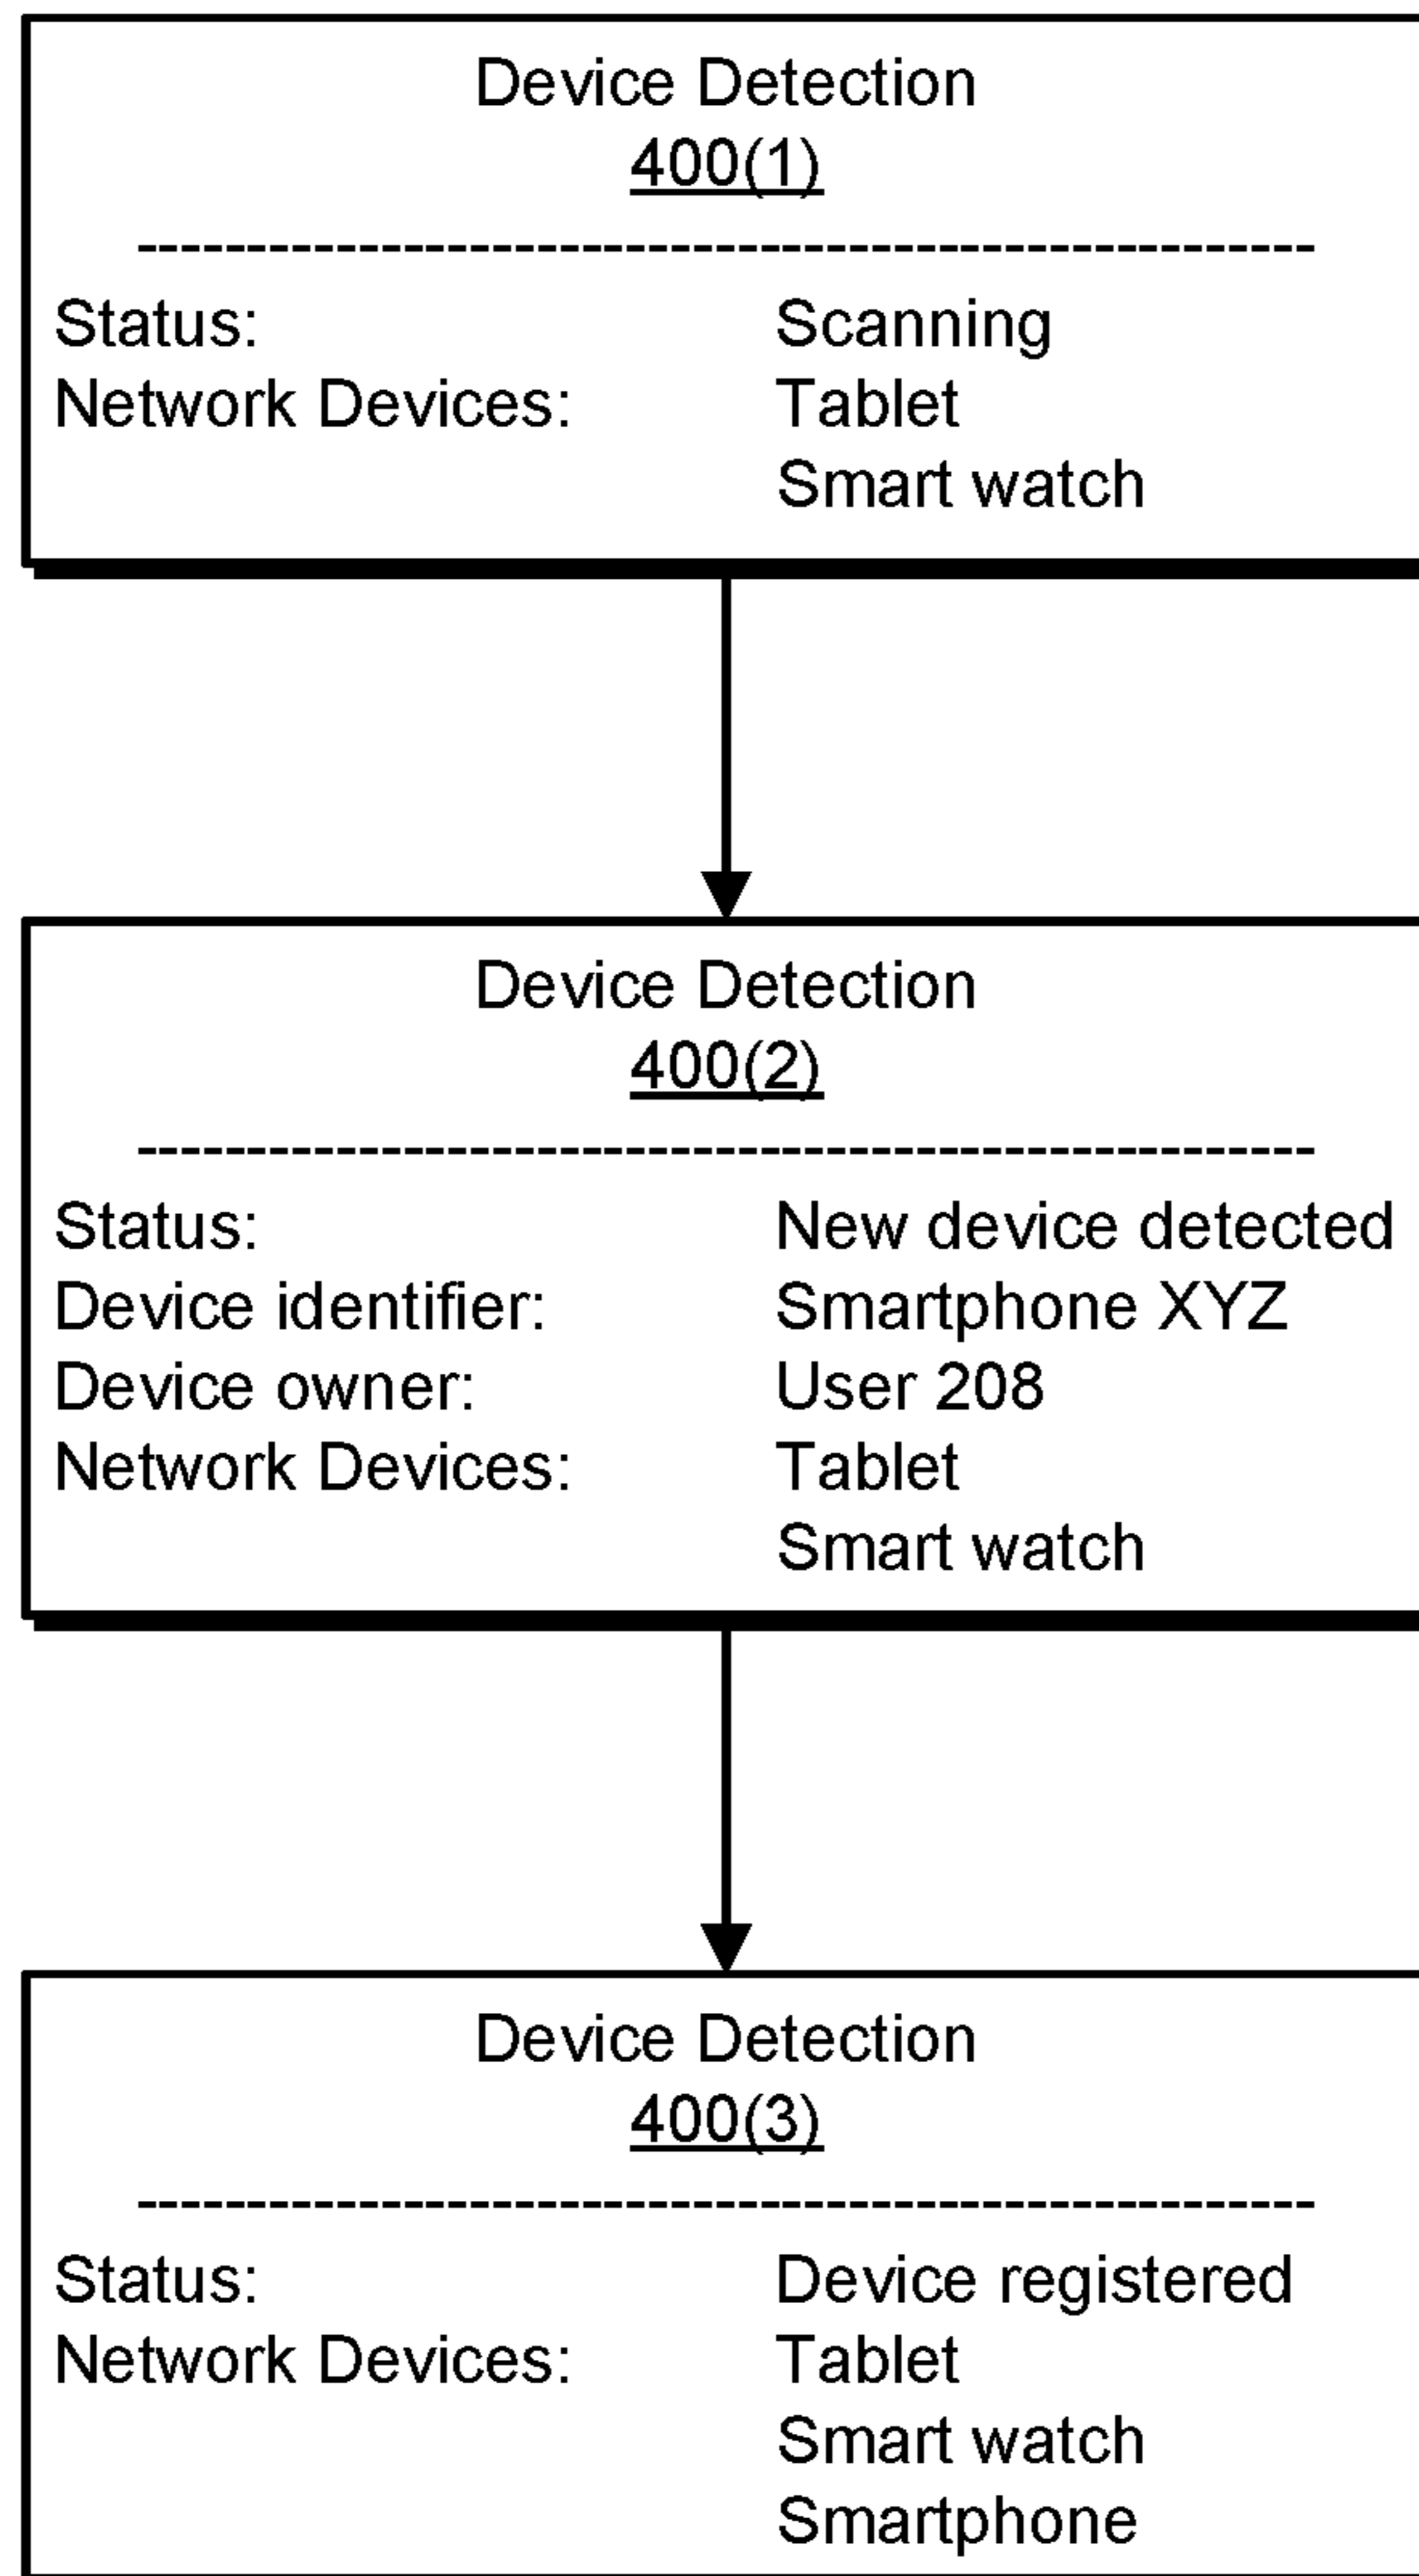 Device Detection
400(1)
Status: Scanning
Network Devices: Tablet
Smart watch
Device Detection
400(2)
Status: New device detected
Device identifier: Smartphone XYZ
Device owner: User 208
Network Devices: Tablet
Smart watch
Device Detection
400(3)
Status: Device registered
Network Devices: Tablet
Smart watch
Smartphone